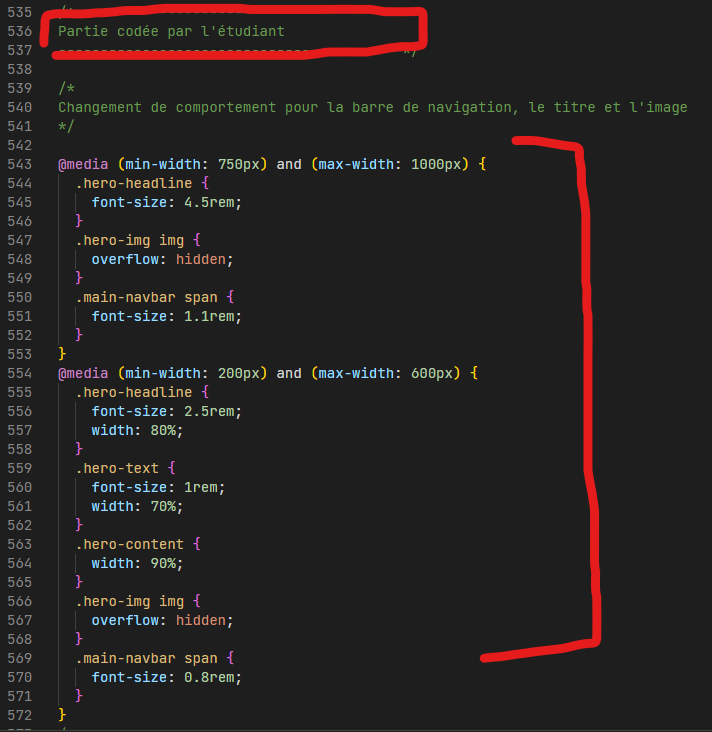 535 /*
536 Partie codée par l'étudiant
537 */
538
539 /*
540 Changement de comportement pour la barre de navigation, le titre et l'image
541 */
542
543 @media (min-width: 750px) and (max-width: 1000px) {
544 .hero-headline {
545 font-size: 4.5rem;
546 }
547 .hero-img img {
548 overflow: hidden;
549 }
550 .main-navbar span {
551 font-size: 1.1rem;
552 }
553 }
554 @media (min-width: 200px) and (max-width: 600px) {
555 .hero-headline {
556 font-size: 2.5rem;
557 width: 80%;
558 }
559 .hero-text {
560 font-size: 1rem;
561 width: 70%;
562 }
563 .hero-content {
564 width: 90%;
565 }
566 .hero-img img {
567 overflow: hidden;
568 }
569 .main-navbar span {
570 font-size: 0.8rem;
571 }
572 }